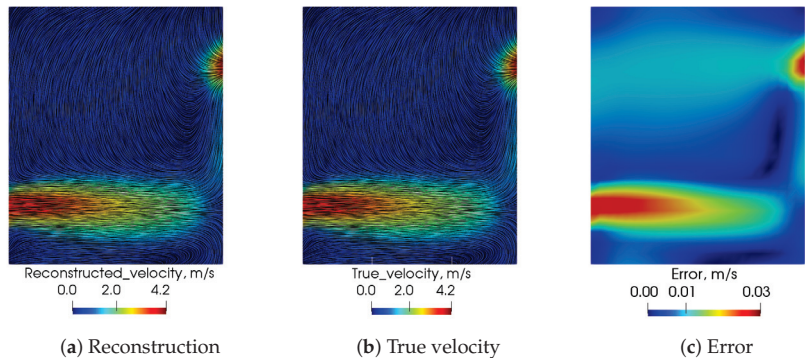 Reconstructed_velocity, m/s
0.0 2.0 4.2
(a) Reconstruction
True_velocity, m/s
0.0 2.0 4.2
(b) True velocity
Error, m/s
0.00 0.01 0.03
(c) Error